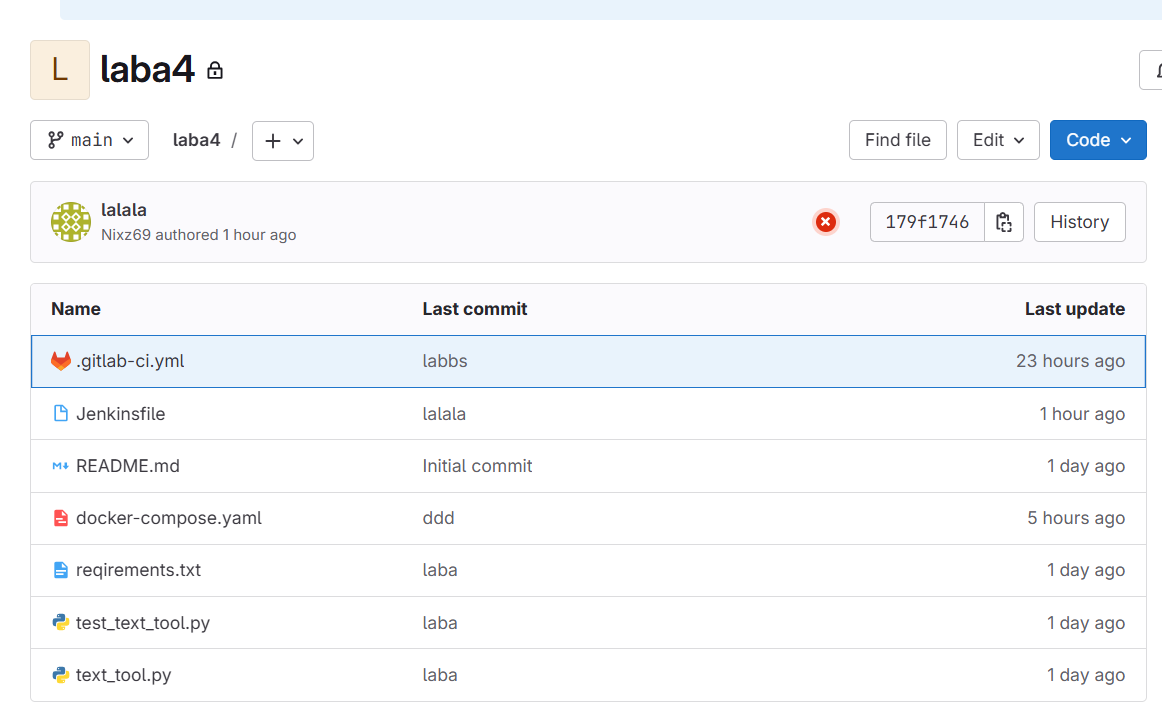 L laba4
main laba4 / + Find file Edit Code
lalala
Nixz69 authored 1 hour ago
179f1746 History
Name Last commit Last update
.gitlab-ci.yml labbs 23 hours ago
Jenkinsfile lalala 1 hour ago
M README.md Initial commit 1 day ago
docker-compose.yaml ddd 5 hours ago
reqirements.txt laba 1 day ago
test_text_tool.py laba 1 day ago
text_tool.py laba 1 day ago